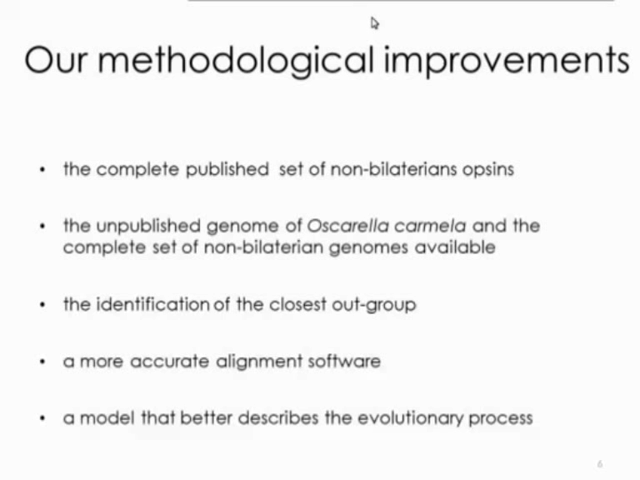 Our methodological improvements
• the complete published set of non-bilaterians opsins
• the unpublished genome of Oscarella carmela and the
complete set of non-bilaterian genomes available
• the identification of the closest out-group
• a more accurate alignment software
• a model that better describes the evolutionary process
6